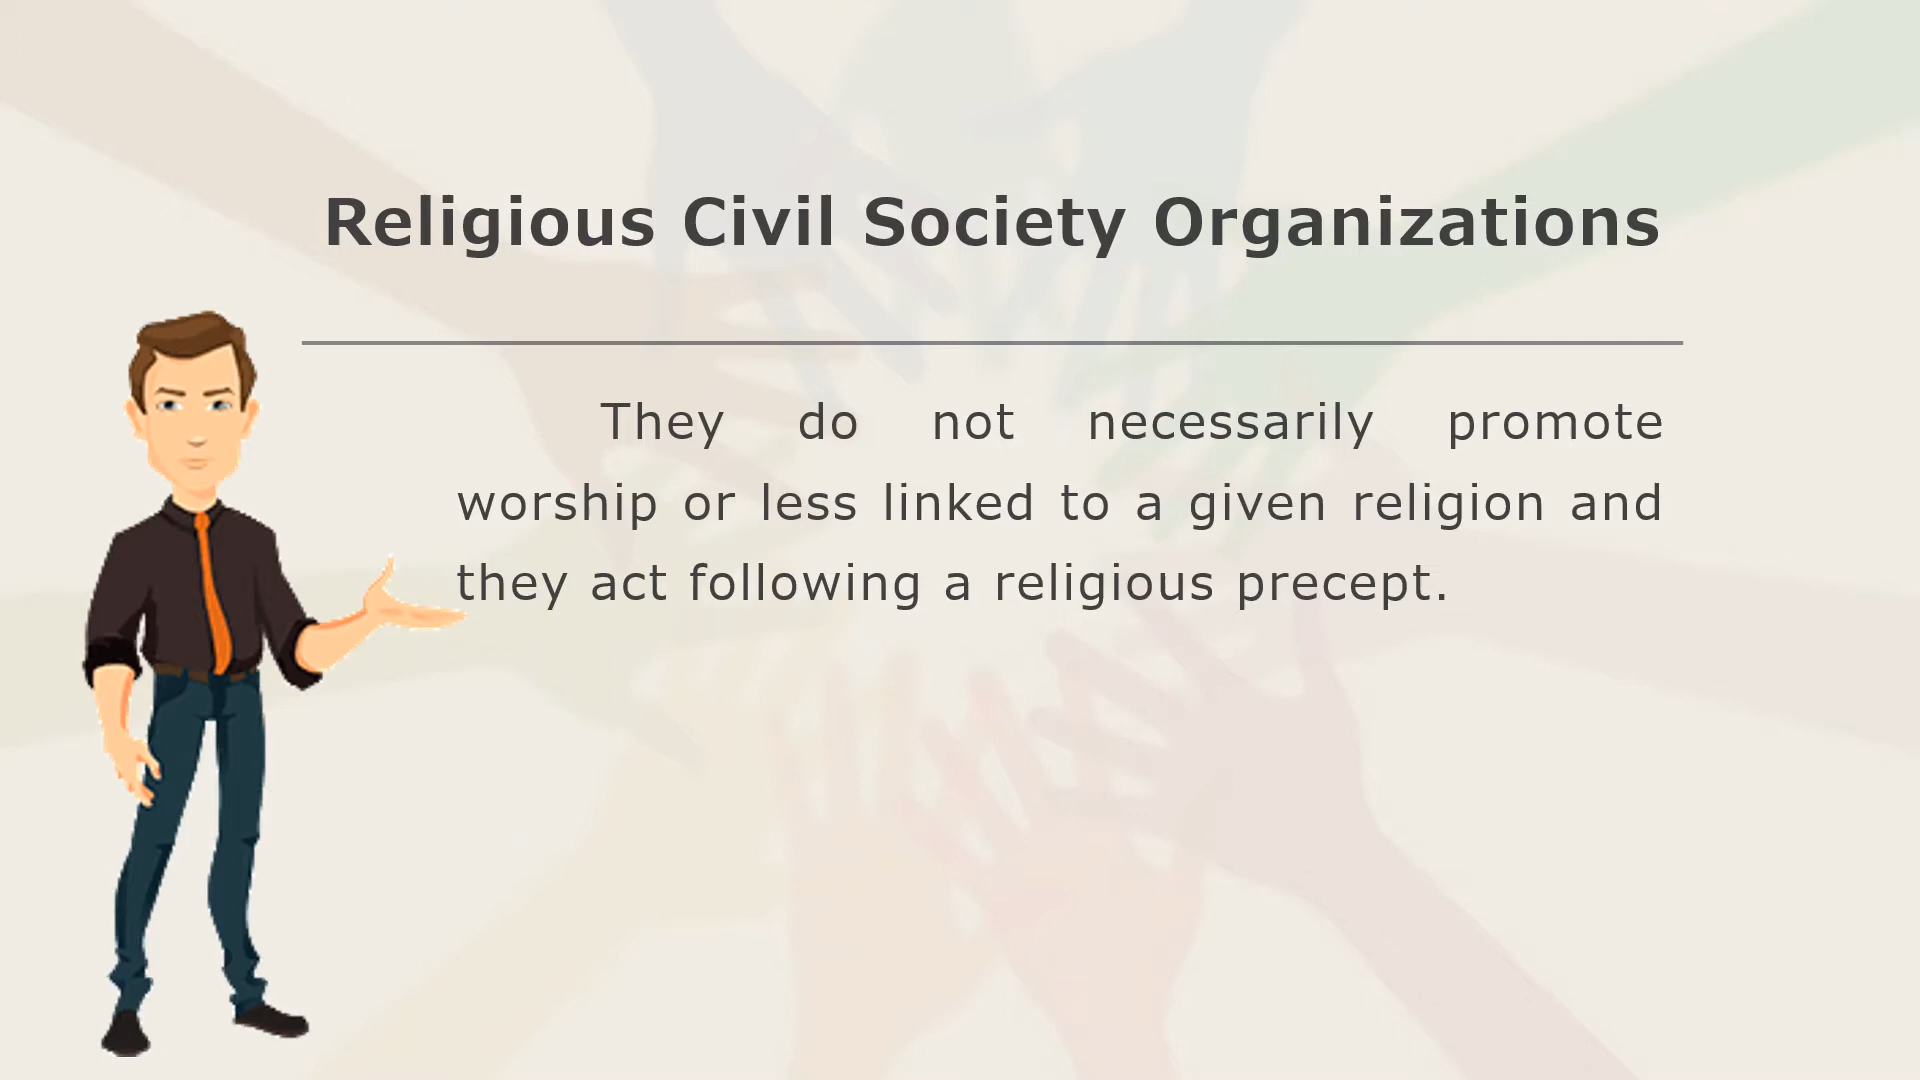 Religious Civil Society Organizations
They do not necessarily promote
worship or less linked to a given religion and
they act following a religious precept.